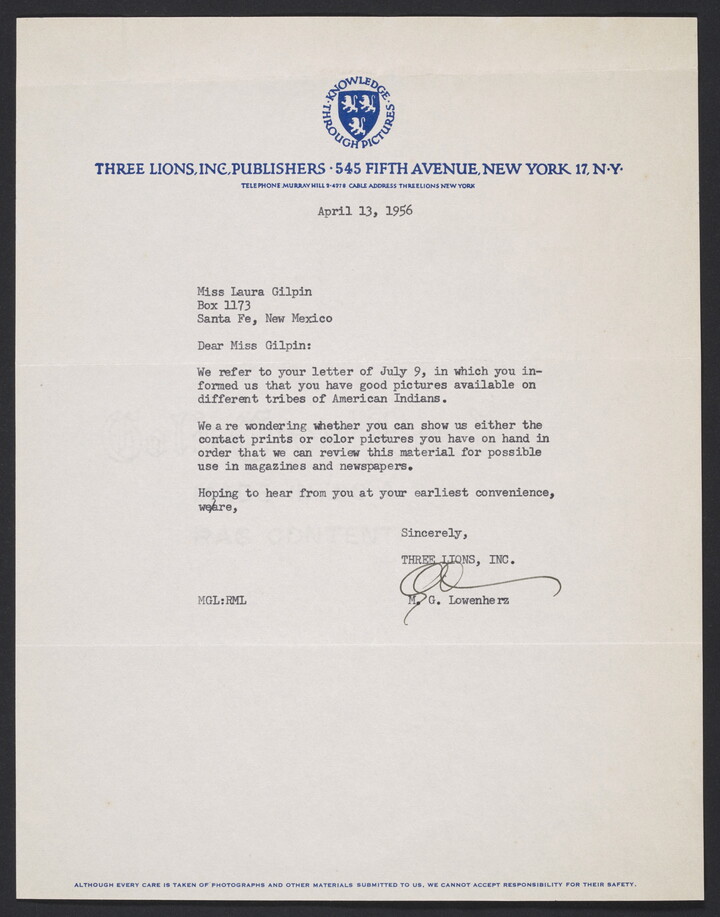 · KNOWLEDGE · THROUGH PICTURES
THREE LIONS, INC. PUBLISHERS · 545 FIFTH AVENUE, NEW YORK 17, N·Y·
TELEPHONE MURRAY HILL 9-4978 CABLE ADDRESS THREELIONS NEW YORK
April 13, 1956
Miss Laura Gilpin
Box 1173
Santa Fe, New Mexico
Dear Miss Gilpin:
We refer to your letter of July 9, in which you in-
formed us that you have good pictures available on
different tribes of American Indians.
We are wondering whether you can show us either the
contact prints or color pictures you have on hand in
order that we can review this material for possible
use in magazines and newspapers.
Hoping to hear from you at your earliest convenience,
we/are,
Sincerely,
THREE LIONS, INC.
MGL:RML
M. G. Lowenherz
ALTHOUGH EVERY CARE IS TAKEN OF PHOTOGRAPHS AND OTHER MATERIALS SUBMITTED TO US, WE CANNOT ACCEPT RESPONSIBILITY FOR THEIR SAFETY.